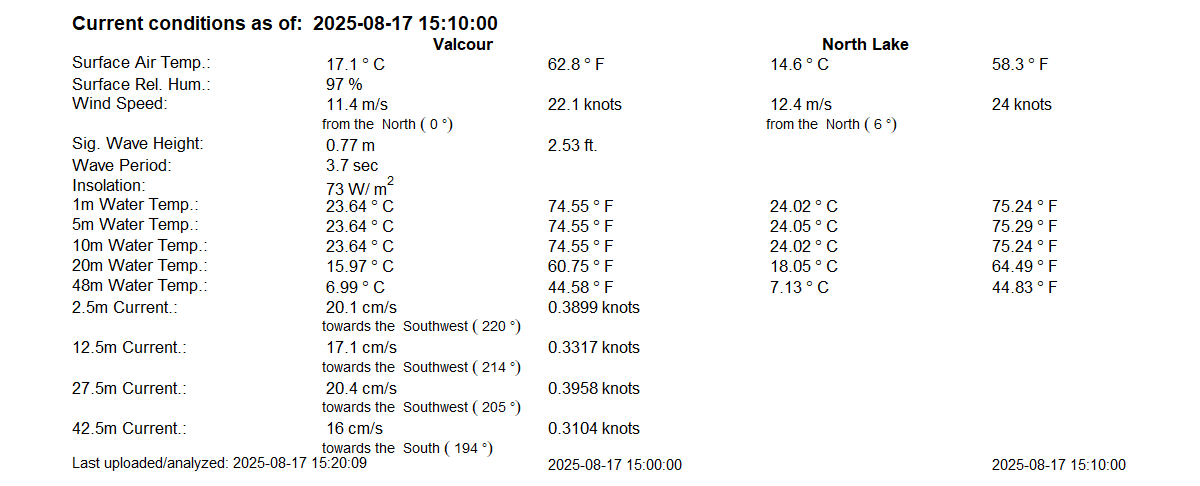 Current conditions as of: 2025-08-17 15:10:00
Valcour North Lake
Surface Air Temp.: 17.1 ° C 62.8 ° F 14.6 ° C 58.3 ° F
Surface Rel. Hum.: 97 %
Wind Speed: 11.4 m/s 22.1 knots 12.4 m/s 24 knots
from the North ( 0 °) from the North ( 6 °)
Sig. Wave Height: 0.77 m 2.53 ft.
Wave Period: 3.7 sec
Insolation: 73 W/ m2
1m Water Temp.: 23.64 ° C 74.55 ° F 24.02 ° C 75.24 ° F
5m Water Temp.: 23.64 ° C 74.55 ° F 24.05 ° C 75.29 ° F
10m Water Temp.: 23.64 ° C 74.55 ° F 24.02 ° C 75.24 ° F
20m Water Temp.: 15.97 ° C 60.75 ° F 18.05 ° C 64.49 ° F
48m Water Temp.: 6.99 ° C 44.58 ° F 7.13 ° C 44.83 ° F
2.5m Current.: 20.1 cm/s 0.3899 knots
towards the Southwest ( 220 °)
12.5m Current.: 17.1 cm/s 0.3317 knots
towards the Southwest ( 214 °)
27.5m Current.: 20.4 cm/s 0.3958 knots
towards the Southwest ( 205 °)
42.5m Current.: 16 cm/s 0.3104 knots
towards the South ( 194 °)
Last uploaded/analyzed: 2025-08-17 15:20:09 2025-08-17 15:00:00 2025-08-17 15:10:00